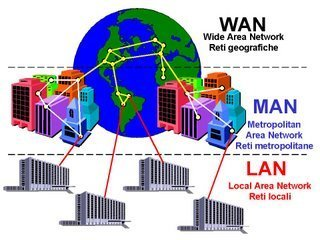 WAN
Wide Area Network
Reti geografiche
MAN
Metropolitan
Area Network
Reti metropolitane
LAN
Local Area Network
Reti locali